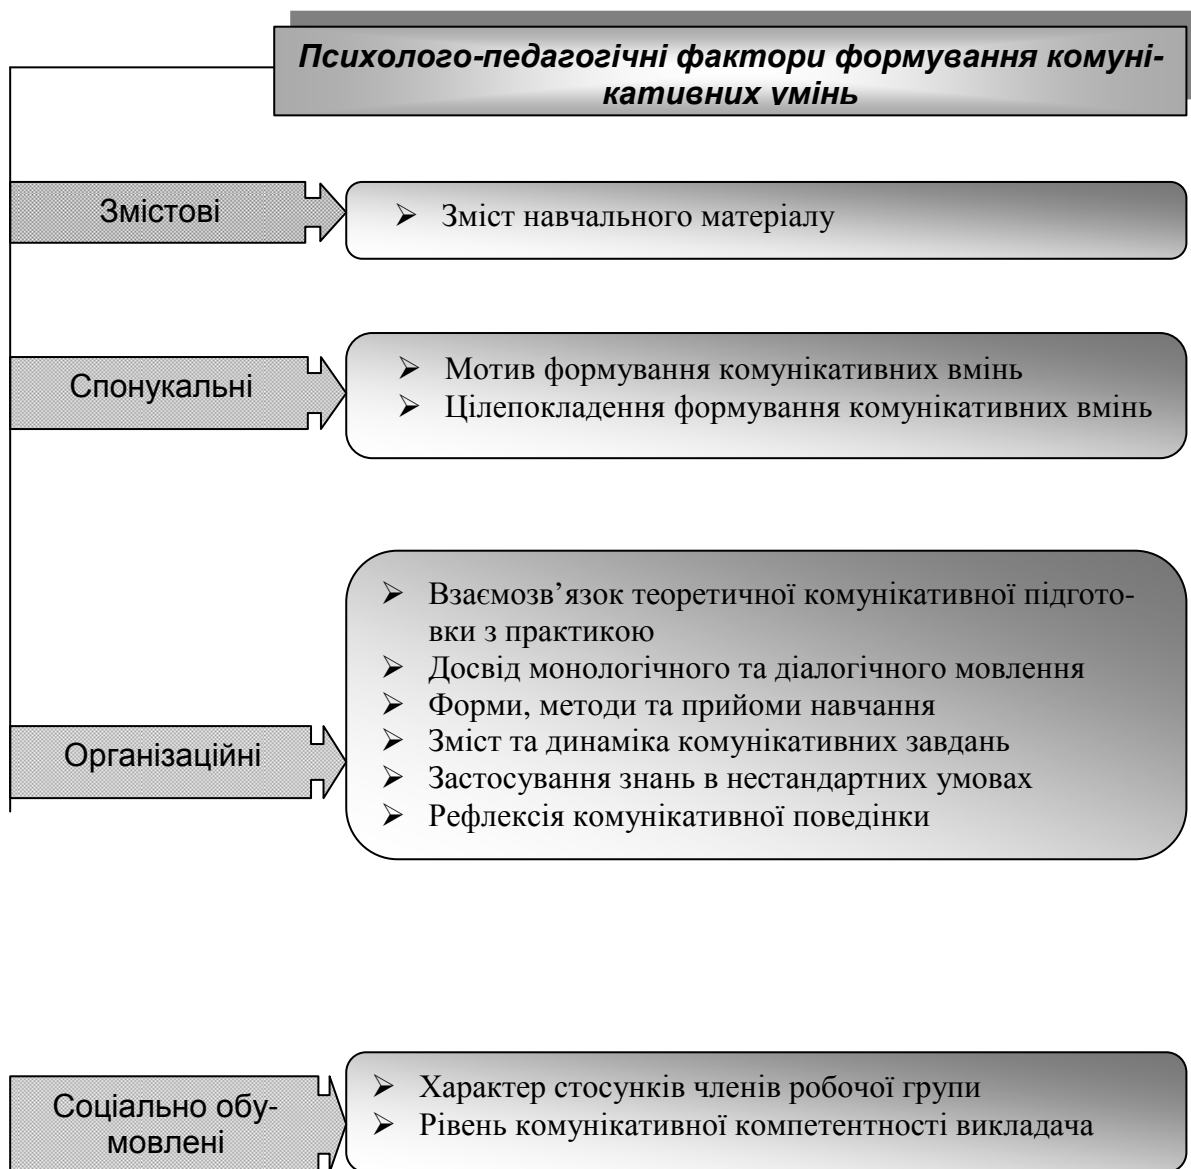 Психолого-педагогічні фактори формування комуні-
кативних умінь
Змістові
➢ Зміст навчального матеріалу
Спонукальні
➢ Мотив формування комунікативних вмінь
➢ Цілепокладення формування комунікативних вмінь
Організаційні
➢ Взаємозв’язок теоретичної комунікативної підгото-
вки з практикою
➢ Досвід монологічного та діалогічного мовлення
➢ Форми, методи та прийоми навчання
➢ Зміст та динаміка комунікативних завдань
➢ Застосування знань в нестандартних умовах
➢ Рефлексія комунікативної поведінки
Соціально обу-
мовлені
➢ Характер стосунків членів робочої групи
➢ Рівень комунікативної компетентності викладача